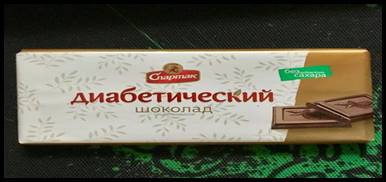 Спартак
без
сахара
диабетический
шоколад